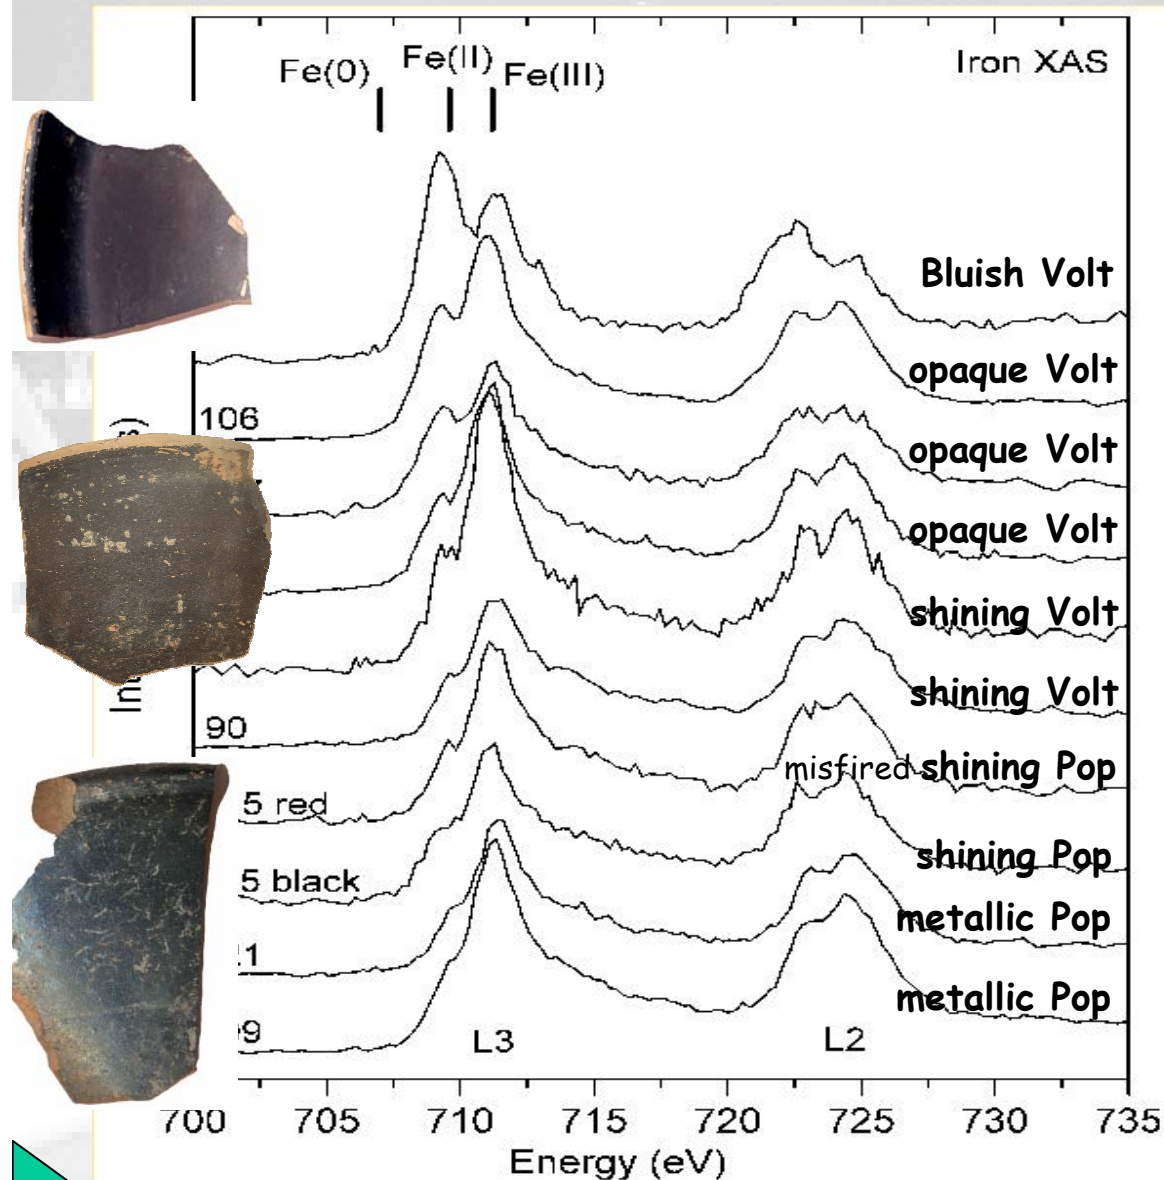 Iron XAS
Fe(0) Fe(II) Fe(III)
Bluish Volt
opaque Volt
106
opaque Volt
opaque Volt
shining Volt
shining Volt
90
misfired shining Pop
5 red
shining Pop
5 black
metallic Pop
metallic Pop
L3 L2
700 705 710 715 720 725 730 735
Energy (eV)